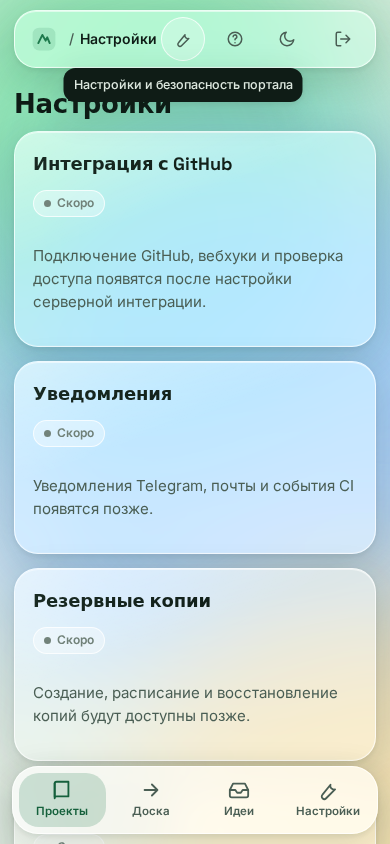 / Настройки
Настройки и безопасность портала
Настройки
Интеграция с GitHub
Скоро
Подключение GitHub, вебхуки и проверка
доступа появятся после настройки
серверной интеграции.
Уведомления
Скоро
Уведомления Telegram, почты и события CI
появятся позже.
Резервные копии
Скоро
Создание, расписание и восстановление
копий будут доступны позже.
Проекты
Доска
Идеи
Настройки